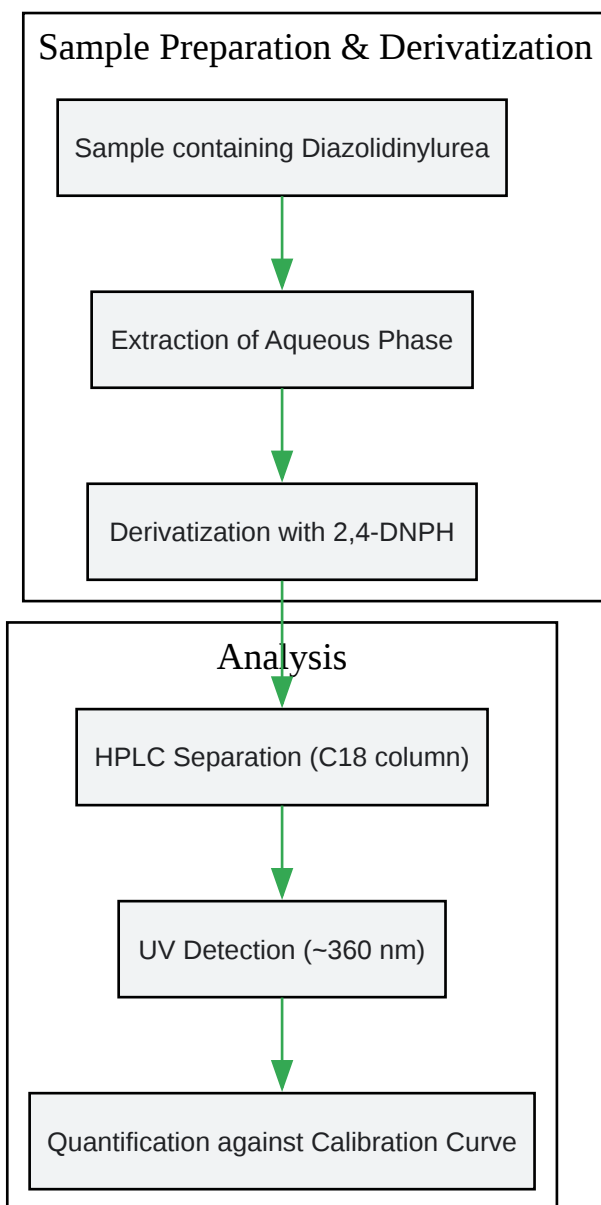 Sample Preparation & Derivatization
Sample containing Diazolidinylurea
Extraction of Aqueous Phase
Derivatization with 2,4-DNPH
Analysis
HPLC Separation (C18 column)
UV Detection (~360 nm)
Quantification against Calibration Curve